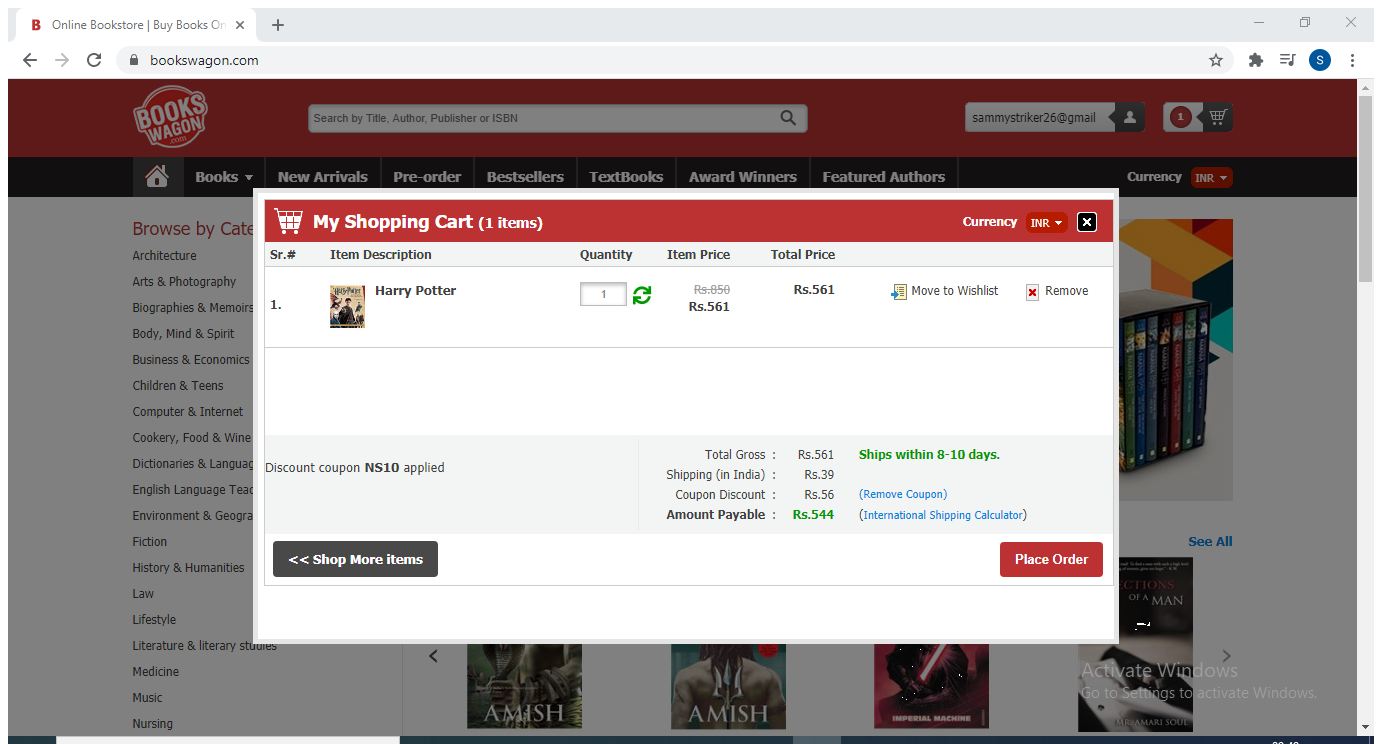 B Online Bookstore | Buy Books On
bookswagon.com
S
BOOKS
WAGON
.com
Search by Title, Author, Publisher or ISBN
sammystriker26@gmail
1
Books
New Arrivals
Pre-order
Bestsellers
TextBooks
Award Winners
Featured Authors
Currency INR
My Shopping Cart (1 items)
Currency INR
Sr.# Item Description Quantity Item Price Total Price
1. Harry Potter 1 Rs.850 Rs.561 Move to Wishlist Remove
Rs.561
Discount coupon NS10 applied
Total Gross : Rs.561 Ships within 8-10 days.
Shipping (in India) : Rs.39
Coupon Discount : Rs.56 (Remove Coupon)
Amount Payable : Rs.544 (International Shipping Calculator)
<< Shop More items
Place Order
Browse by Cate
Architecture
Arts & Photography
Biographies & Memoirs
Body, Mind & Spirit
Business & Economics
Children & Teens
Computer & Internet
Cookery, Food & Wine
Dictionaries & Languag
English Language Teac
Environment & Geogra
Fiction
History & Humanities
Law
Lifestyle
Literature & literary studies
Medicine
Music
Nursing
See All
AMISH
AMISH
IMPERIAL MACHINE
ECTIONS
OF A MAN
MR. AMARI SOUL
Activate Windows
Go to Settings to activate Windows.